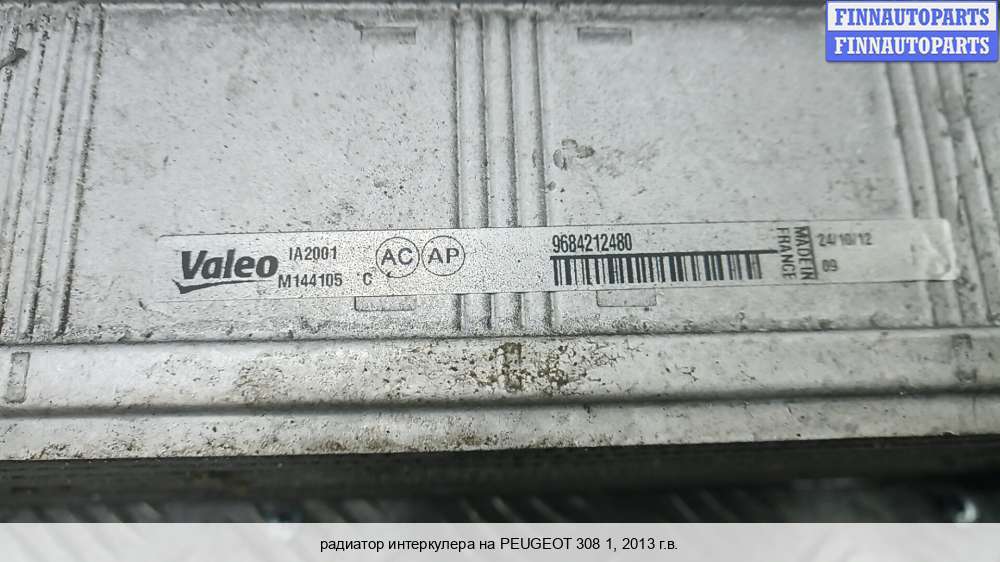 FINNAUTOPARTS
FINNAUTOPARTS
Valeo
IA2001
M144105 C
AC AP
9684212480
MADE IN
FRANCE
24/10/12
09
радиатор интеркулера на PEUGEOT 308 1, 2013 г.в.